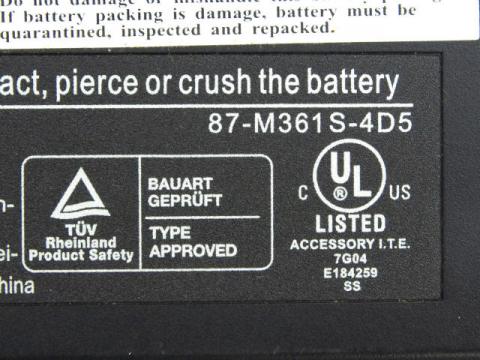 If battery packing is damage, battery must be
quarantined, inspected and repacked.
act, pierce or crush the battery
87-M361S-4D5
n-
ei-
hina
TÜV
Rheinland
Product Safety
BAUART
GEPRÜFT
TYPE
APPROVED
C UL ® US
LISTED
ACCESSORY I.T.E.
7G04
E184259
SS